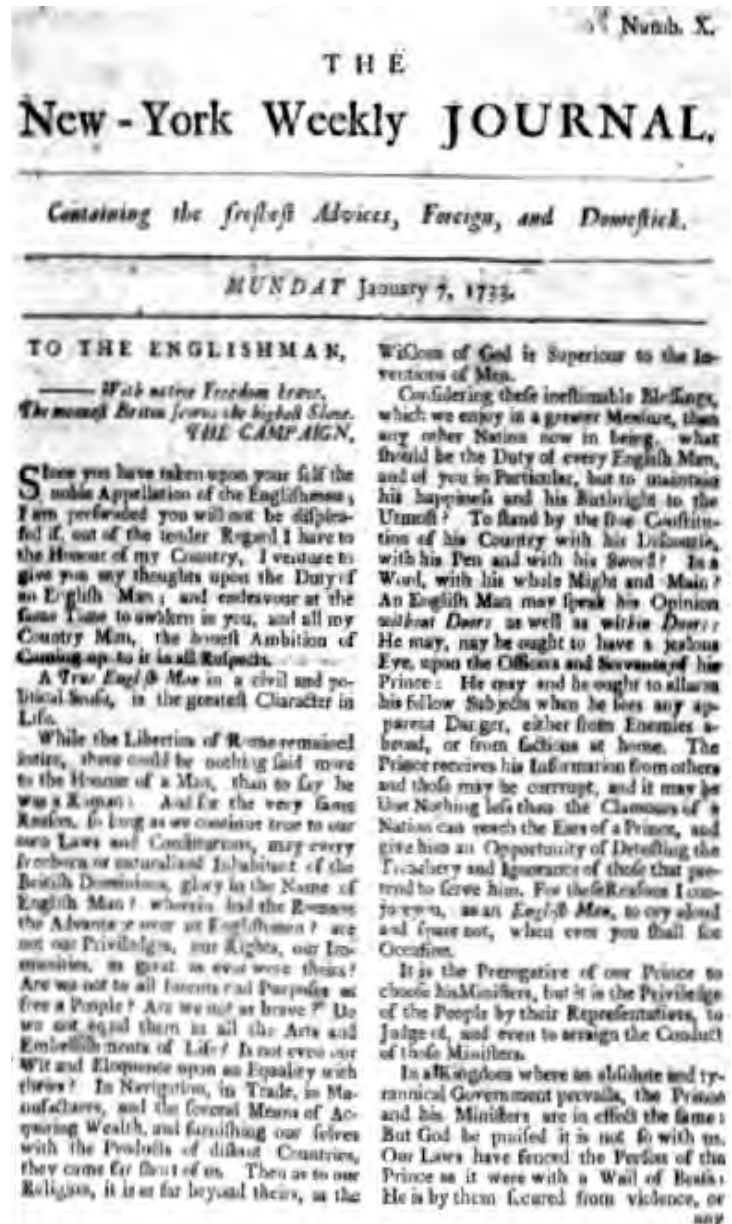 Numb. X.
THE
New-York Weekly JOURNAL.
Containing the freſheſt Advices, Foreign, and Domeſtick.
MUNDAY January 7, 1733.
TO THE ENGLISHMAN,
—— With native Freedom brave,
The meaneſt Briton ſcorns the higheſt Slave.
THE CAMPAIGN.
Since you have taken upon your ſelf the
noble Appellation of the Engliſhman;
I am perſwaded you will not be diſplea-
ſed if, out of the tender Regard I have to
the Honour of my Country, I venture to
give you my thoughts upon the Duty of
an Engliſh Man; and endeavour at the
ſame Time to awaken in you, and all my
Country Men, the honeſt Ambition of
Coming up to it in all Reſpects.
A True Engliſh Man in a civil and po-
litical Senſe, is the greateſt Character in
Life.
While the Liberties of Rome remained
intire, there could be nothing ſaid more
to the Honour of a Man, than to ſay he
was a Roman: And for the very ſame
Reaſon, ſo long as we continue true to our
own Laws and Conſtitutions, may every
freeborn or naturalized Inhabitant of the
Britiſh Dominions, glory in the Name of
Engliſh Man? wherein had the Romans
the Advantage over us Engliſhmen? are
not our Priviledges, our Rights, our Im-
munities, as great as ever were theirs?
Are we not to all Intents and Purpoſes as
free a People? Are we not as brave? Do
we not equal them in all the Arts and
Embelliſhments of Life? Is not even our
Wit and Eloquence upon an Equality with
theirs? In Navigation, in Trade, in Ma-
nufactures, and the ſeveral Means of Ac-
quiring Wealth, and furniſhing our ſelves
with the Products of diſtant Countries,
they came far ſhort of us. Then as to our
Religion, it is as far beyond theirs, as the
Wiſdom of God is Superiour to the In-
ventions of Men.
Conſidering theſe ineſtimable Bleſſings,
which we enjoy in a greater Meaſure, than
any other Nation now in being, what
ſhould be the Duty of every Engliſh Man,
and of you in Particular, but to maintain
his happineſs and his Birthright to the
Utmoſt? To ſtand by the free Conſtitu-
tion of his Country with his Diſcourſe,
with his Pen and with his Sword? In a
Word, with his whole Might and Main?
An Engliſh Man may ſpeak his Opinion
without Doors as well as within Doors:
He may, nay he ought to have a jealous
Eye, upon the Officers and Servants of his
Prince: He may and he ought to allarm
his fellow Subjects when he ſees any ap-
parent Danger, either from Enemies a-
broad, or from factions at home. The
Prince receives his Information from others
and thoſe may be corrrupt, and it may be
Uſe Nothing leſs than the Clamours of a
Nation can reach the Ears of a Prince, and
give him an Opportunity of Detecting the
Treachery and Ignorance of thoſe that pre-
tend to ſerve him. For theſe Reaſons I con-
jure you, as an Engliſh Man, to cry aloud
and ſpare not, when ever you ſhall ſee
Occaſion.
It is the Prerogative of our Prince to
chooſe his Miniſters, but it is the Priviledge
of the People by their Repreſentatives, to
Judge of, and even to arraign the Conduct
of thoſe Miniſters.
In a Kingdom where an abſolute and ty-
rannical Government prevails, the Prince
and his Miniſters are in effect the ſame:
But God be praiſed it is not ſo with us.
Our Laws have fenced the Perſon of the
Prince as it were with a Wall of Braſs:
He is by them ſecured from violence, or
any